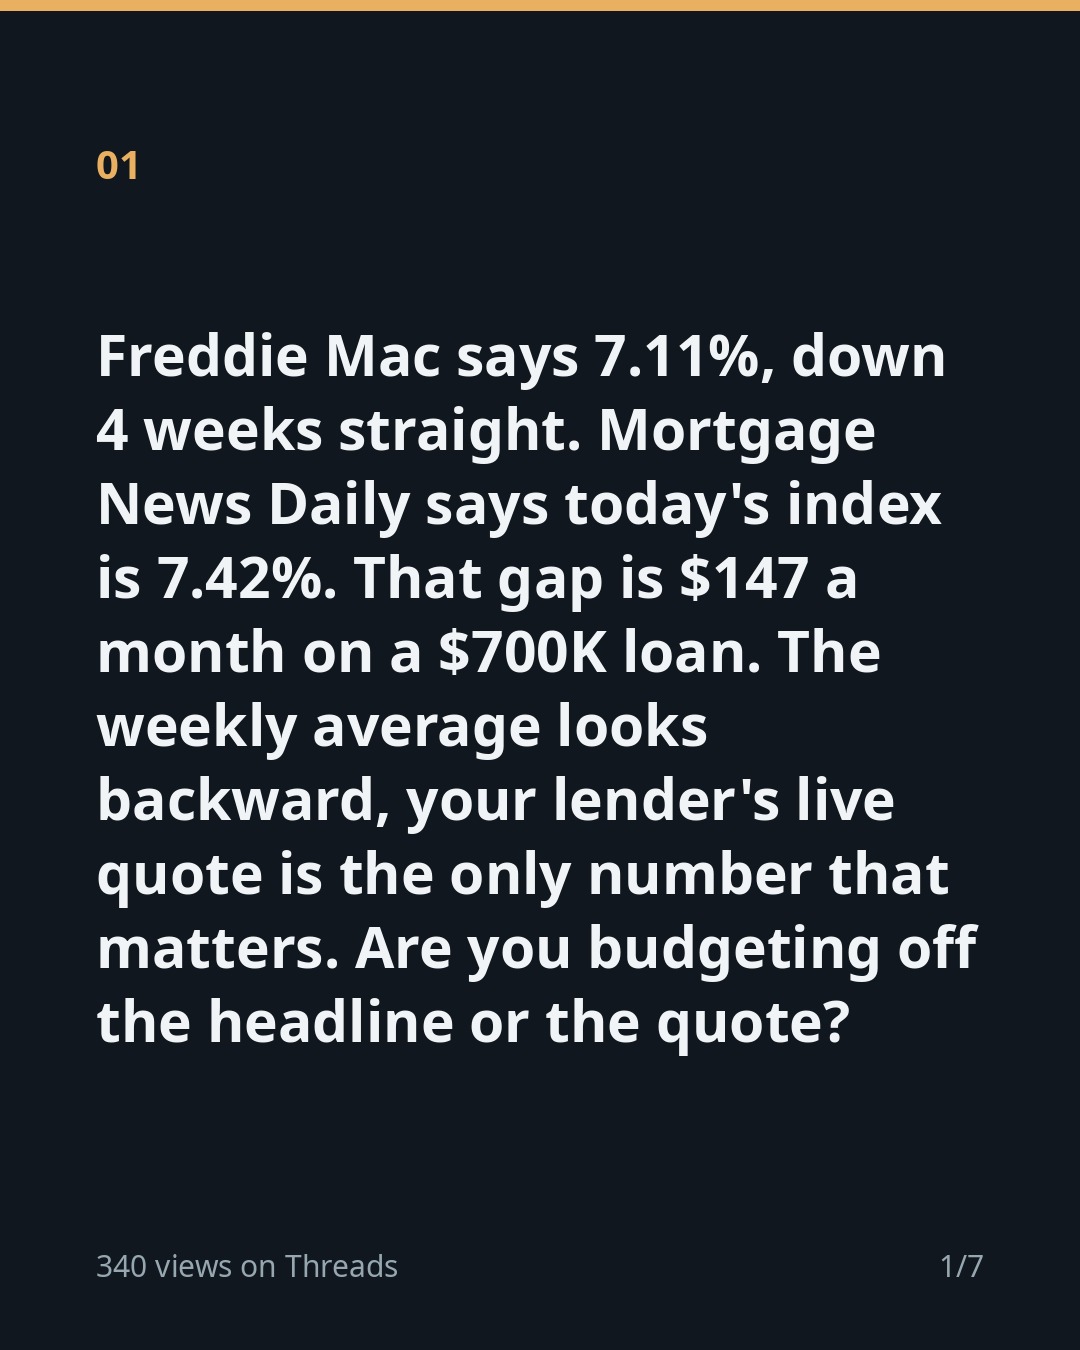 01
Freddie Mac says 7.11%, down
4 weeks straight. Mortgage
News Daily says today's index
is 7.42%. That gap is $147 a
month on a $700K loan. The
weekly average looks
backward, your lender's live
quote is the only number that
matters. Are you budgeting off
the headline or the quote?
340 views on Threads
1/7